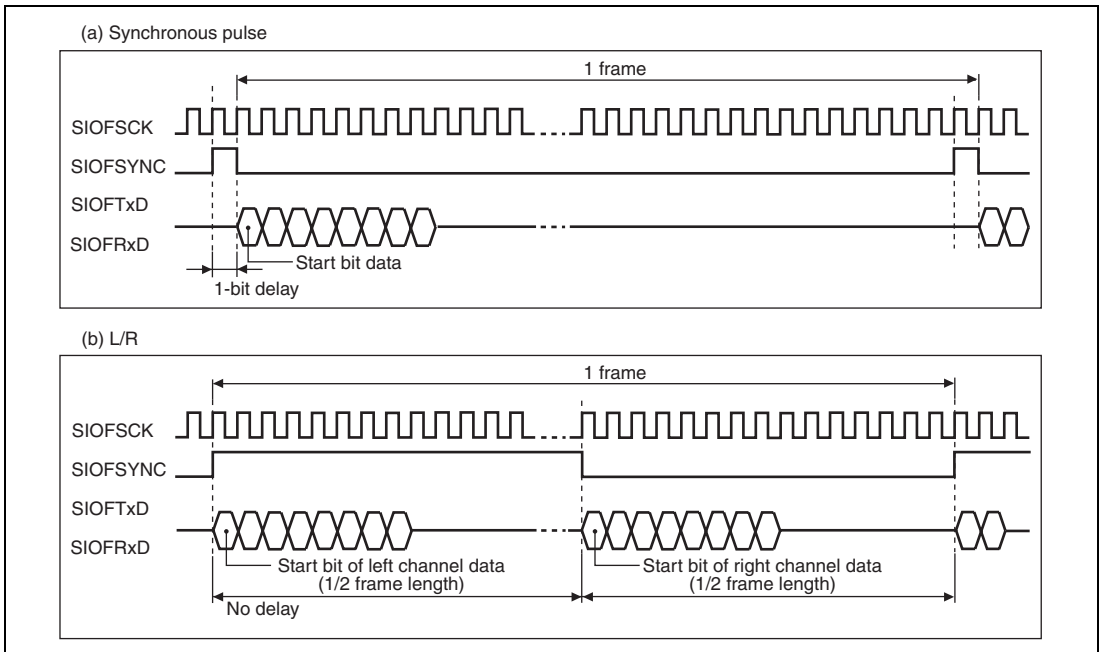 (a) Synchronous pulse
1 frame
SIOFSCK
SIOFSYNC
SIOFTxD
SIOFRxD
Start bit data
1-bit delay
(b) L/R
1 frame
SIOFSCK
SIOFSYNC
SIOFTxD
SIOFRxD
Start bit of left channel data
(1/2 frame length)
Start bit of right channel data
(1/2 frame length)
No delay